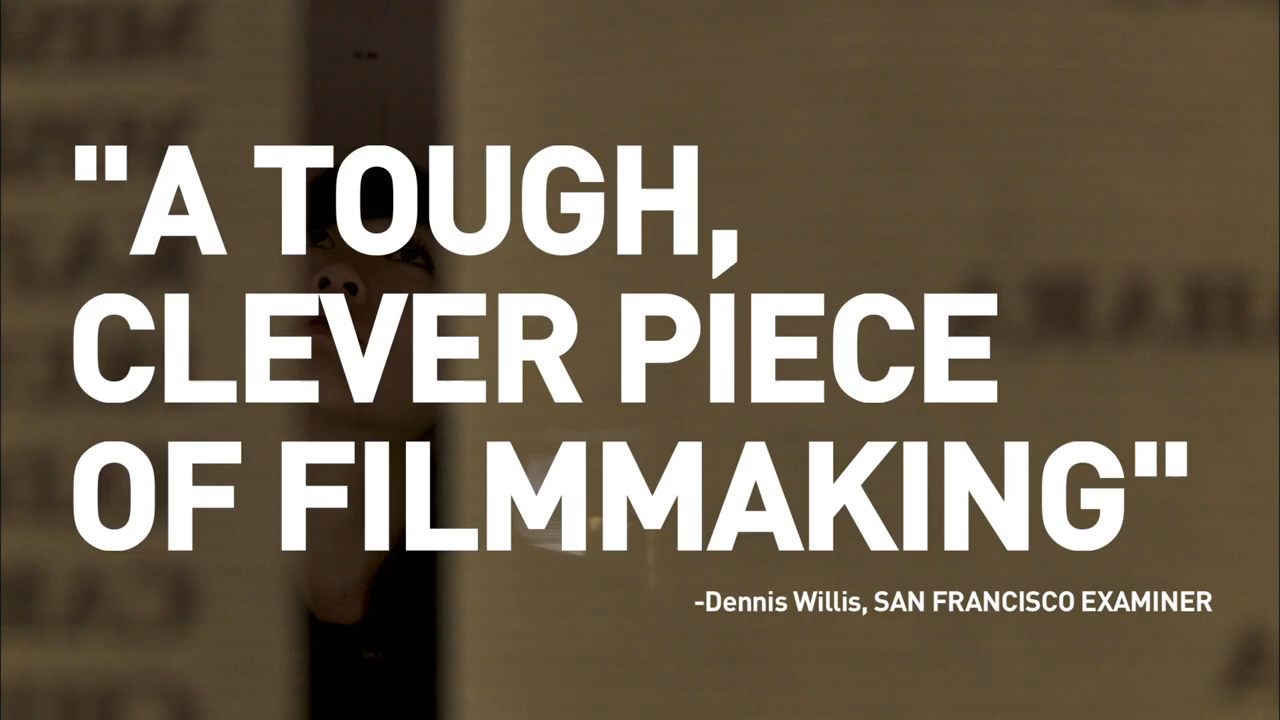 "A TOUGH,
CLEVER PIECE
OF FILMMAKING"
-Dennis Willis, SAN FRANCISCO EXAMINER